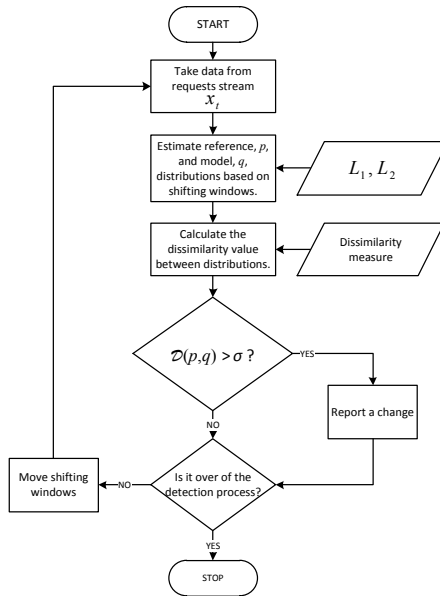 START
Take data from
requests stream
x_t
Estimate reference, p,
and model, q,
distributions based on
shifting windows.
L_1, L_2
Calculate the
dissimilarity value
between distributions.
Dissimilarity
measure
D(p,q) > σ ?
YES
Report a change
NO
Is it over of the
detection process?
NO
Move shifting
windows
YES
STOP